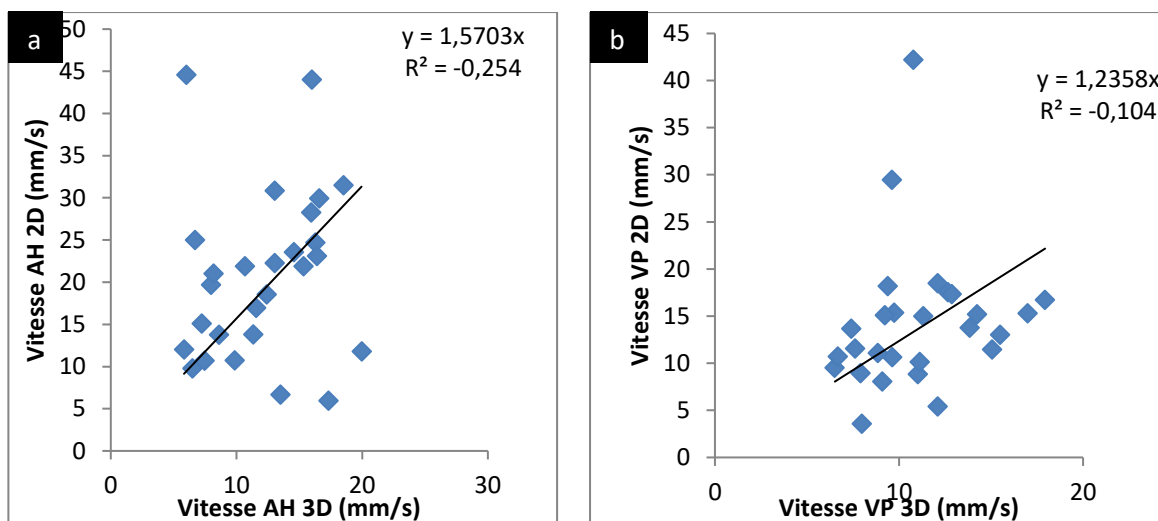 a
y = 1,5703x
R² = -0,254
Vitesse AH 2D (mm/s)
50
45
40
35
30
25
20
15
10
5
0
0 10 20 30
Vitesse AH 3D (mm/s)
b
y = 1,2358x
R² = -0,104
Vitesse VP 2D (mm/s)
45
40
35
30
25
20
15
10
5
0
0 10 20
Vitesse VP 3D (mm/s)